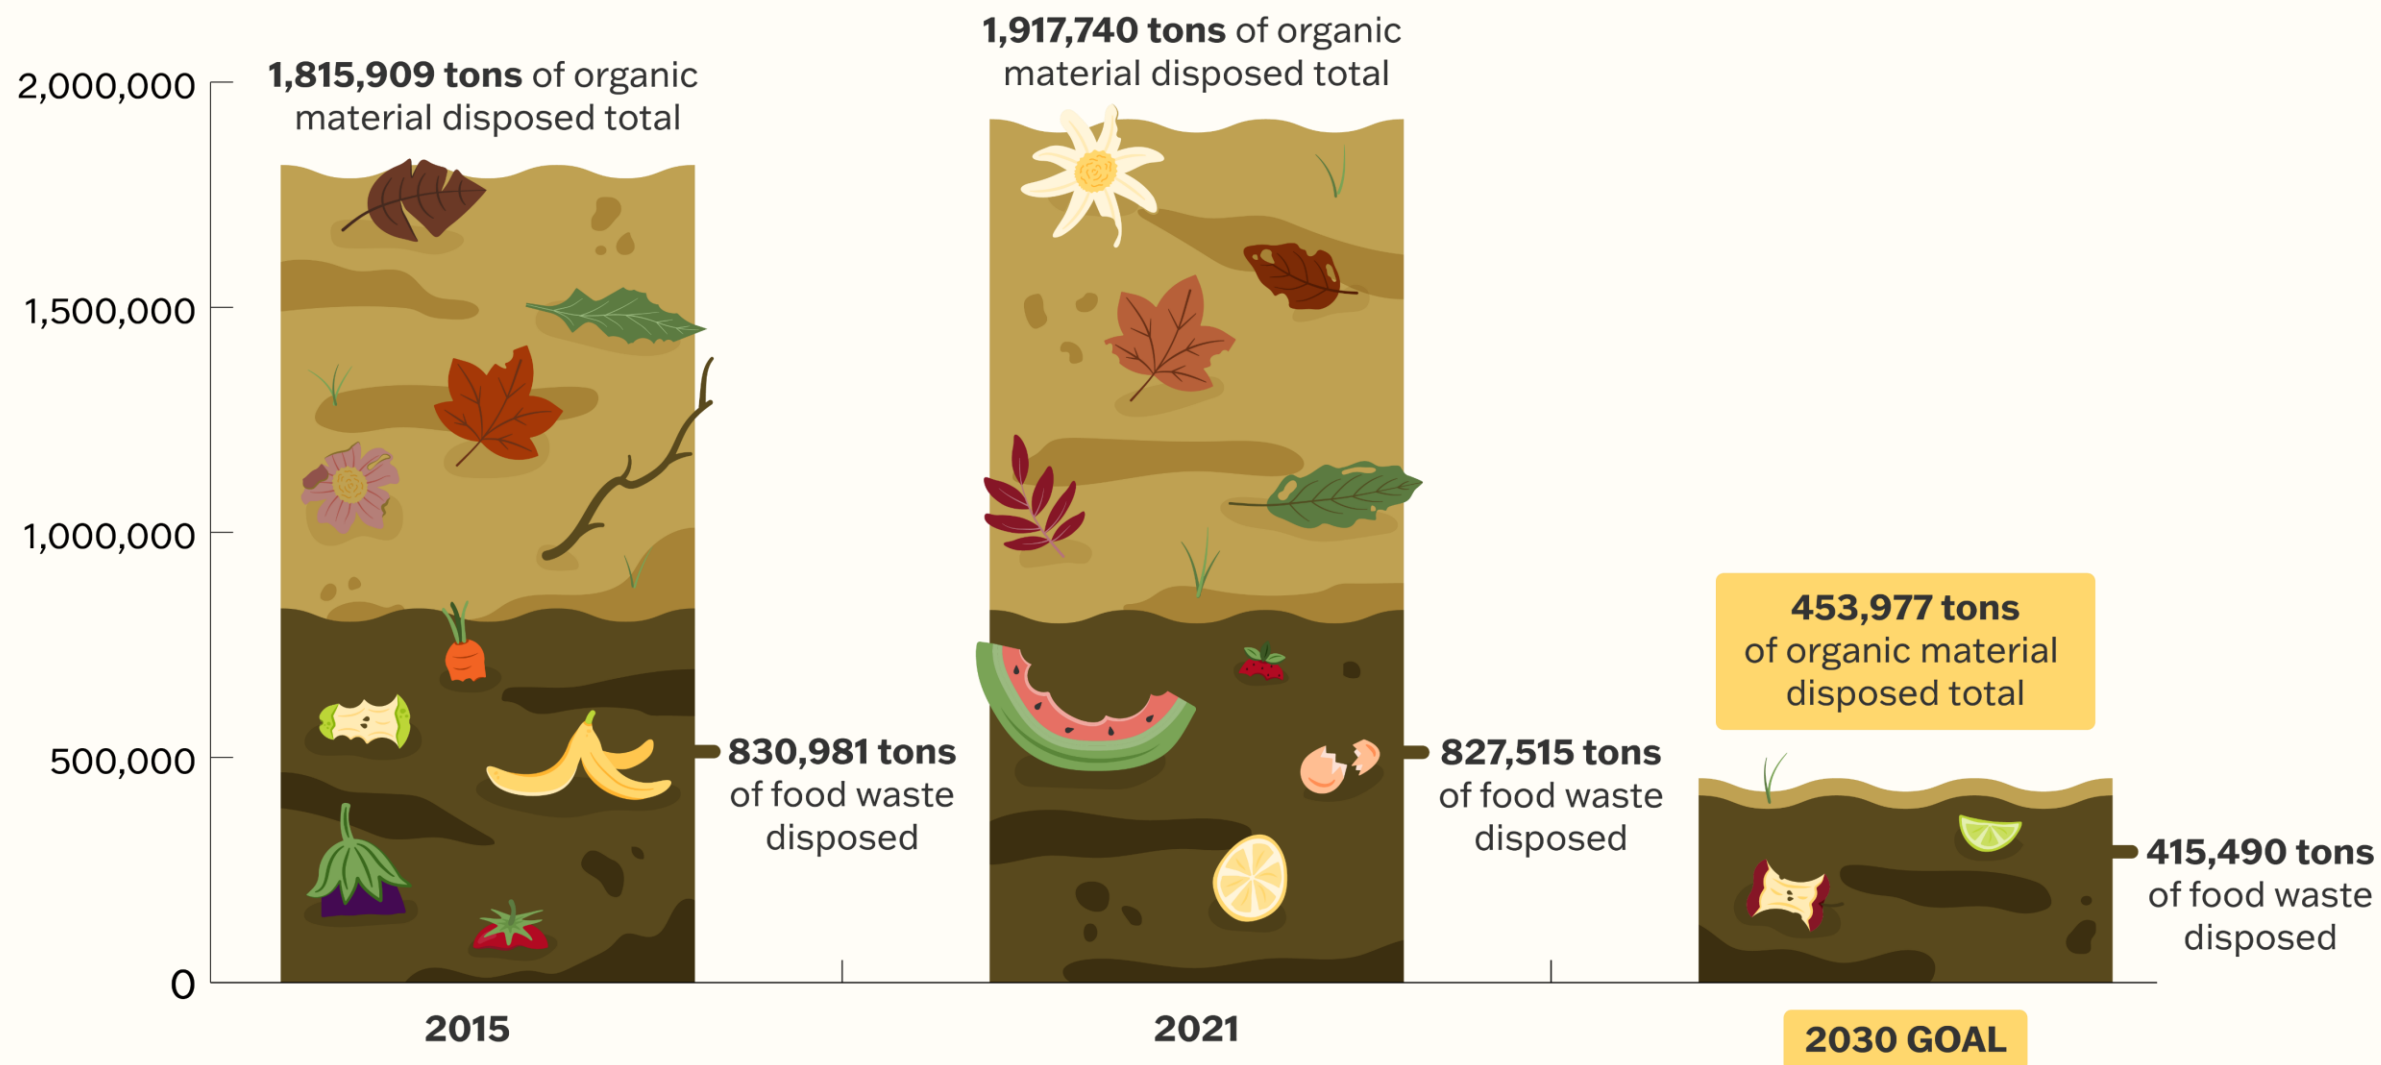 2,000,000
1,500,000
1,000,000
500,000
0
1,815,909 tons of organic
material disposed total
830,981 tons
of food waste
disposed
2015
1,917,740 tons of organic
material disposed total
827,515 tons
of food waste
disposed
2021
453,977 tons
of organic material
disposed total
415,490 tons
of food waste
disposed
2030 GOAL